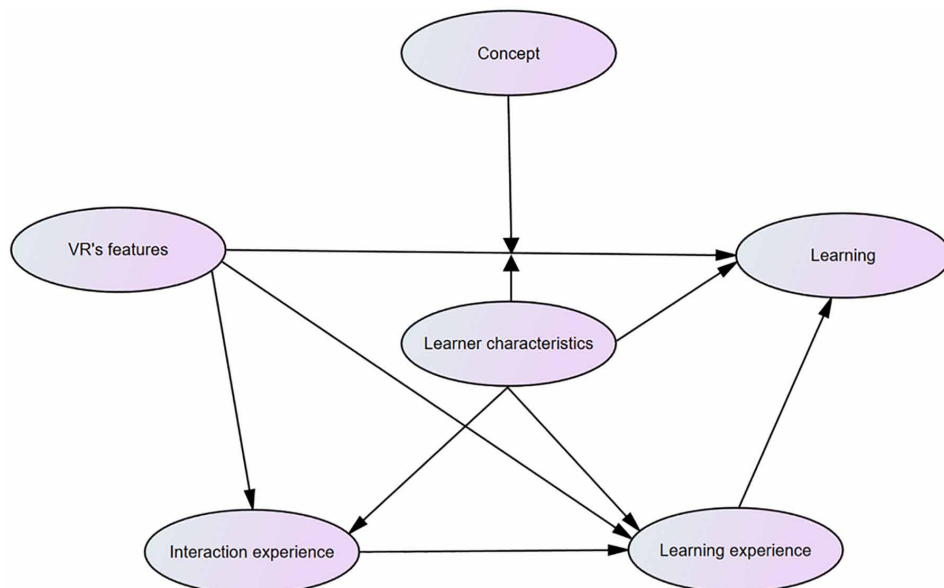 Concept
VR's features
Learning
Learner characteristics
Interaction experience
Learning experience